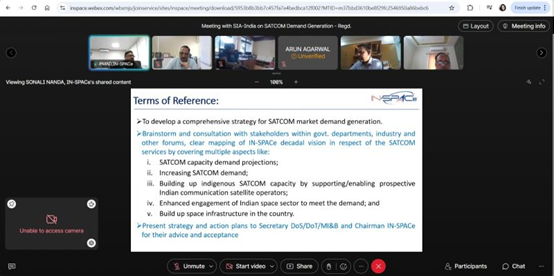 inspace.webex.com/wbxmjs/joinservice/sites/inspace/meeting/download/
Finish update
Meeting with SIA-India on SATCOM Demand Generation - Regd.
Layout
Meeting info
ARUN AGARWAL
Unverified
Viewing SONALI NANDA, IN-SPACe's shared content
100%
Terms of Reference:
➢To develop a comprehensive strategy for SATCOM market demand generation.
➢Brainstorm and consultation with stakeholders within govt. departments, industry and
other forums, clear mapping of IN-SPACe decadal vision in respect of the SATCOM
services by covering multiple aspects like:
i. SATCOM capacity demand projections;
ii. Increasing SATCOM demand;
iii. Building up indigenous SATCOM capacity by supporting/enabling prospective
Indian communication satellite operators;
iv. Enhanced engagement of Indian space sector to meet the demand; and
v. Build up space infrastructure in the country.
➢Present strategy and action plans to Secretary DoS/DoT/MI&B and Chairman IN-SPACe
for their advice and acceptance
Unable to access camera
Unmute
Start video
Share
Participants
Chat